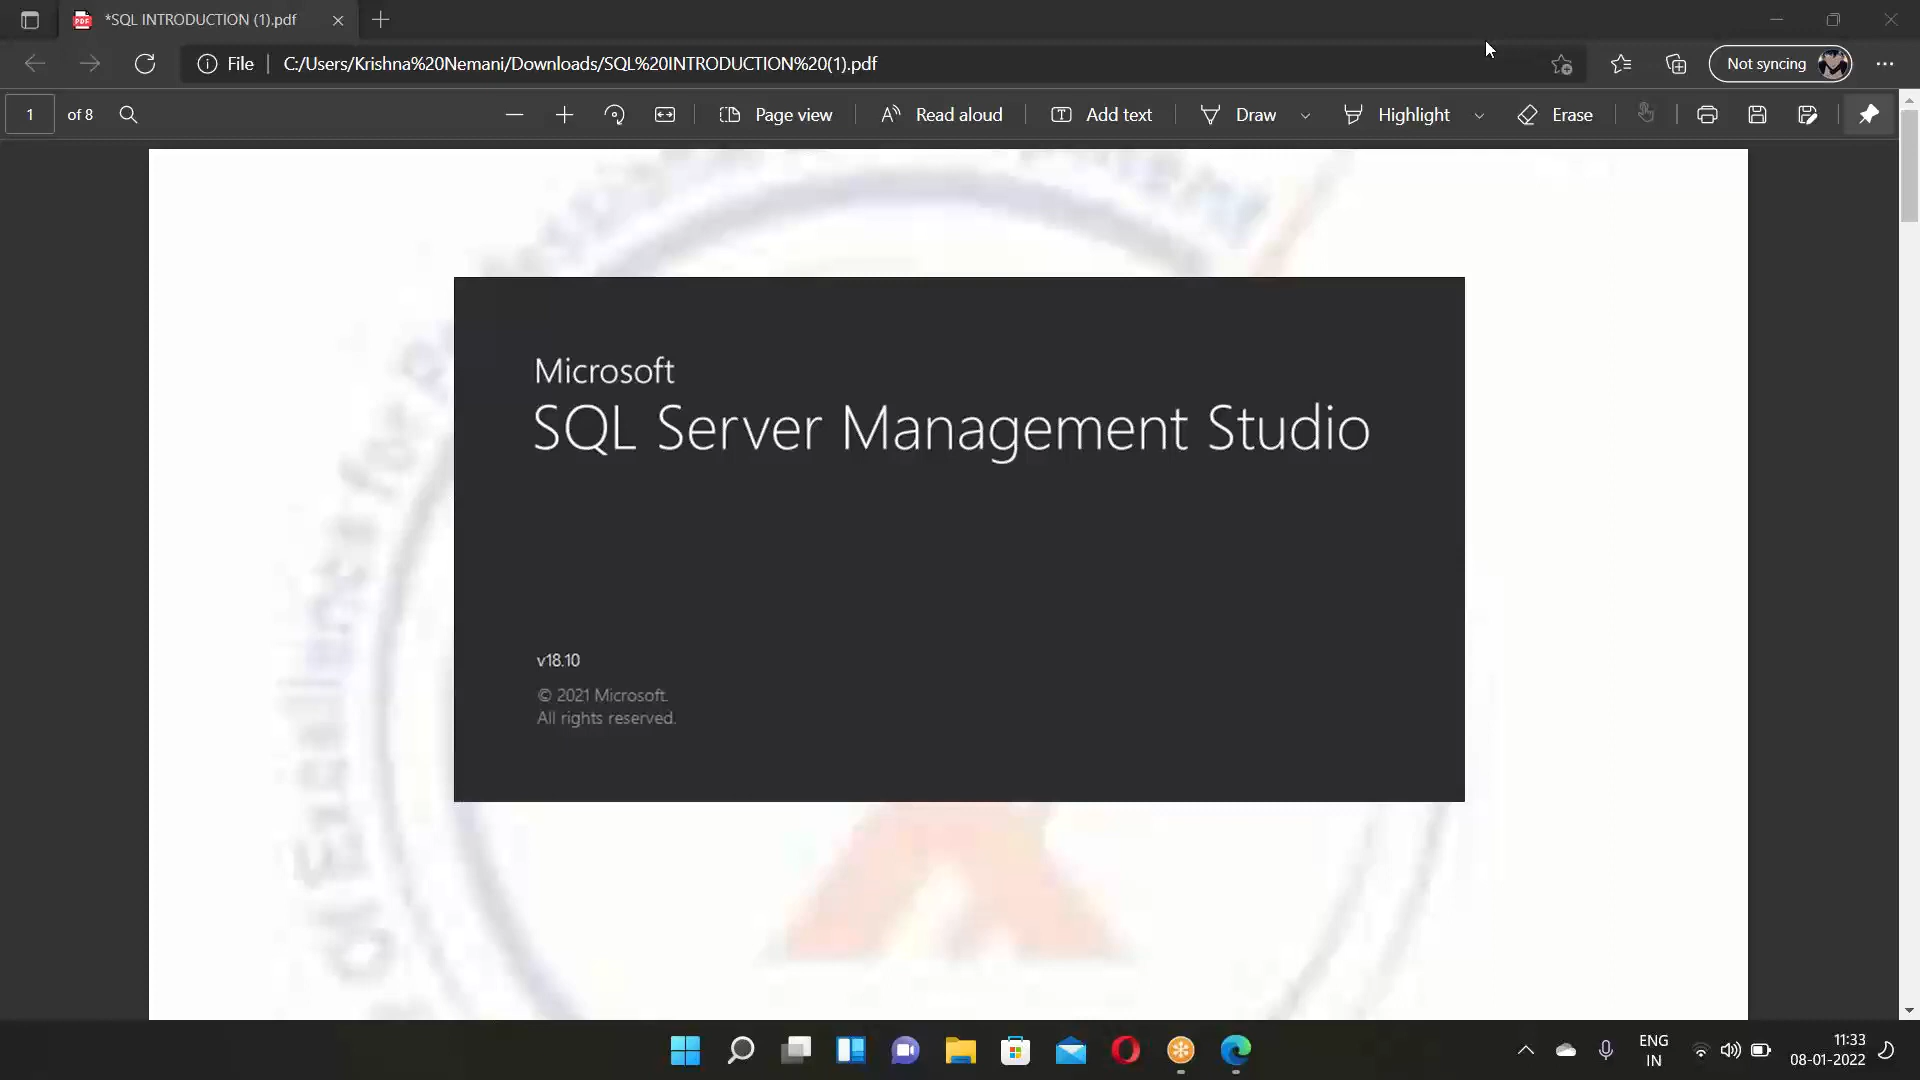 *SQL INTRODUCTION (1).pdf
File
C:/Users/Krishna%20Nemani/Downloads/SQL%20INTRODUCTION%20(1).pdf
Not syncing
1 of 8
Page view
Read aloud
Add text
Draw
Highlight
Erase
Microsoft
SQL Server Management Studio
v18.10
© 2021 Microsoft.
All rights reserved.
ENG
IN
11:33
08-01-2022